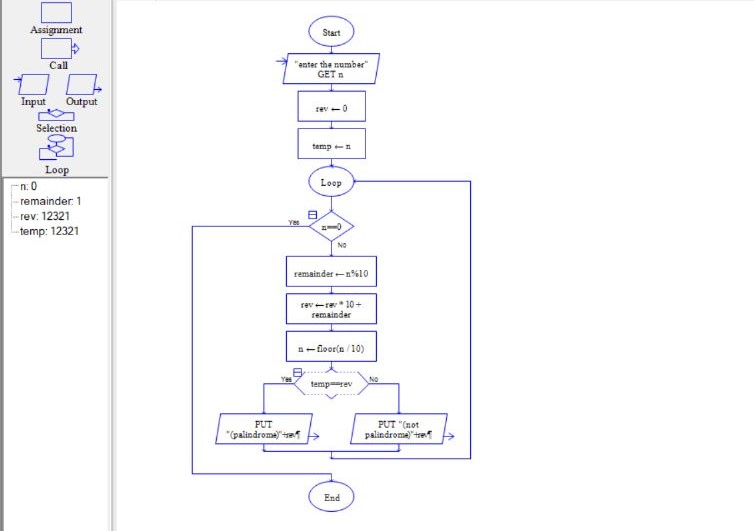 Assignment
Call
Input
Output
Selection
Loop
n: 0
remainder: 1
rev: 12321
temp: 12321
Start
"enter the number"
GET n
rev ← 0
temp ← n
Loop
Yes
n==0
No
remainder ← n%10
rev ← rev * 10 +
remainder
n ← floor(n / 10)
Yes
temp==rev
No
PUT
"(palindrome)"+rev¶
PUT "(not
palindrome)"+rev¶
End